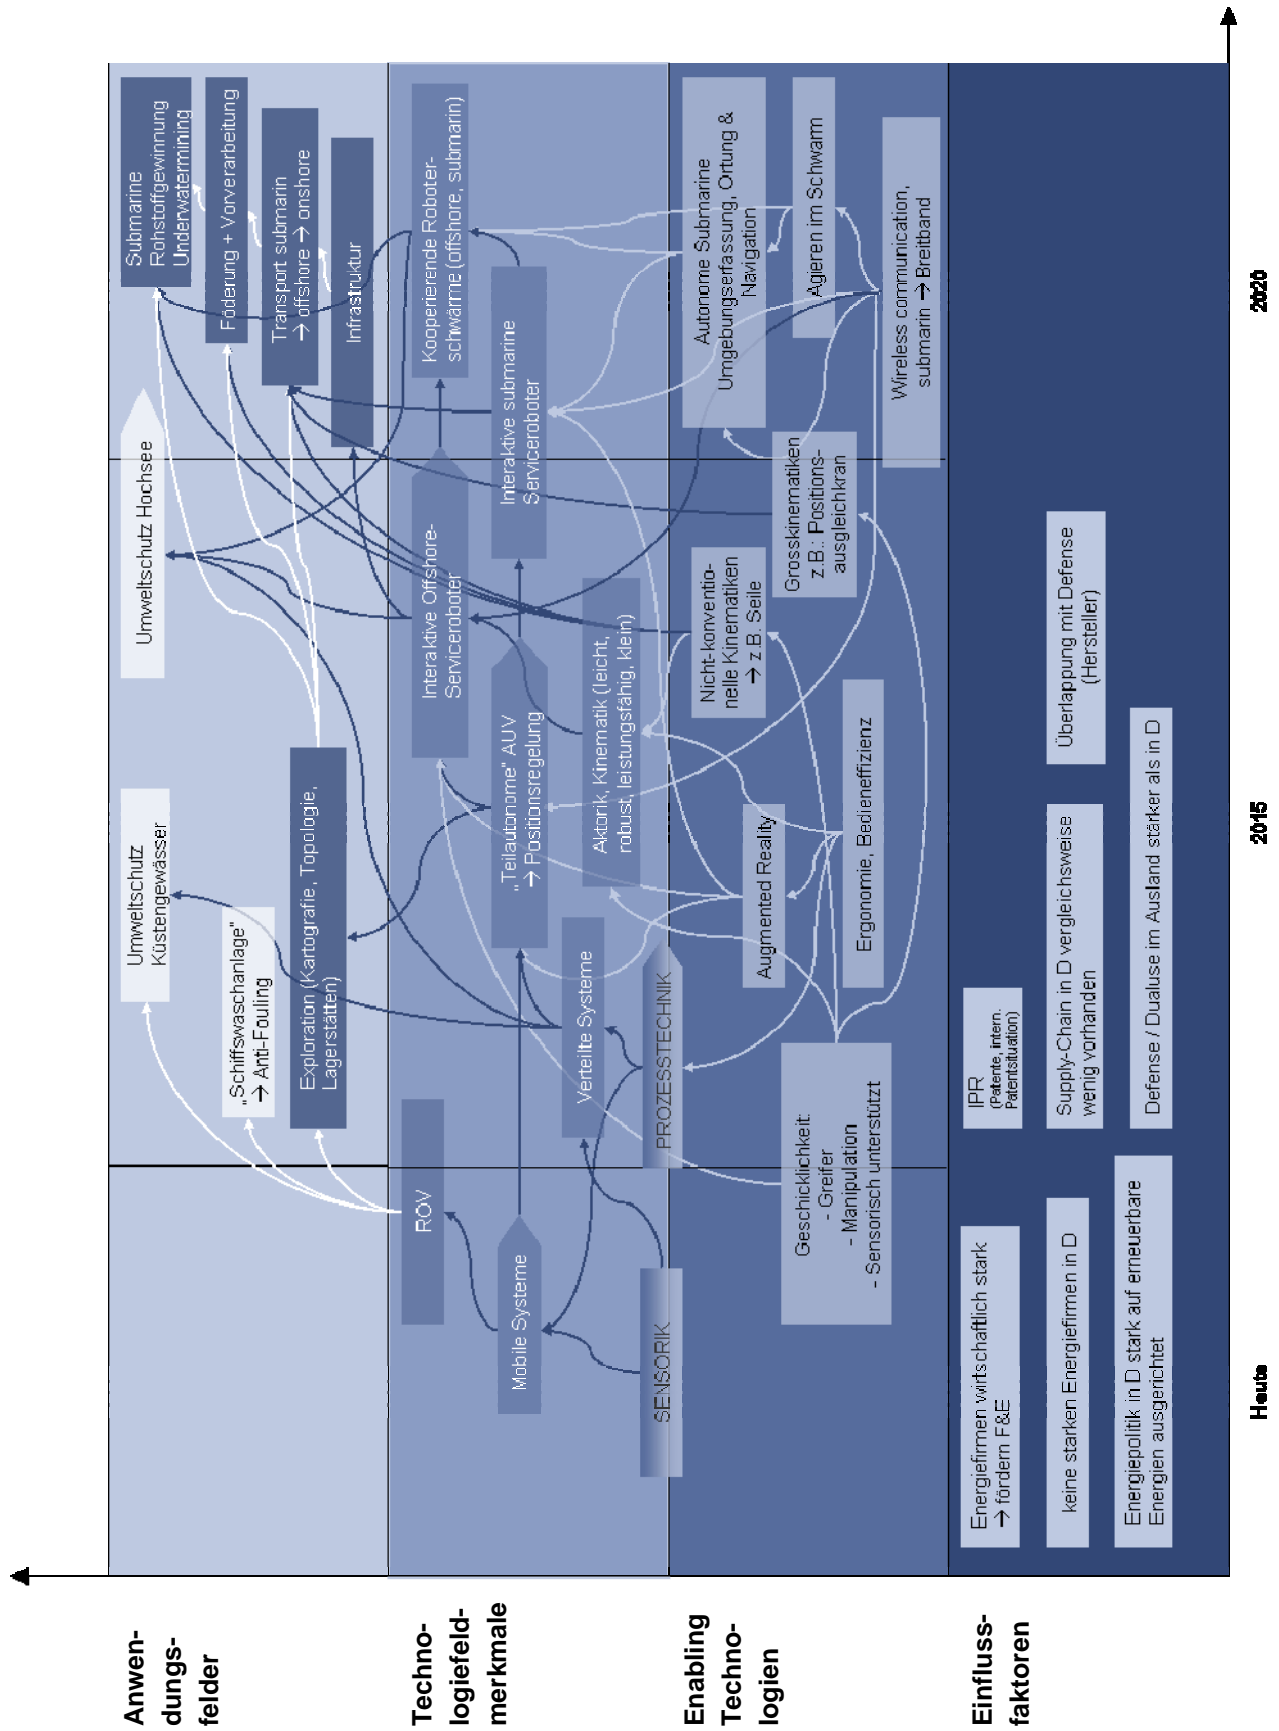 Anwen-
dungs-
felder
Umweltschutz
Küstengewässer
Umweltschutz Hochsee
Submarine
Rohstoffgewinnung
Underwatermining
"Schiffswaschanlage"
→ Anti-Fouling
Förderung + Vorverarbeitung
Exploration (Kartografie, Topologie,
Lagerstätten)
Transport submarin
→ offshore → onshore
Infrastruktur
Techno-
logiefeld-
merkmale
ROV
Interaktive Offshore-
Serviceroboter
Kooperierende Roboter-
schwärme (offshore, submarin)
Mobile Systeme
"Teilautonome" AUV
→ Positionsregelung
Interaktive submarine
Serviceroboter
Verteilte Systeme
Aktorik, Kinematik (leicht,
robust, leistungsfähig, klein)
SENSORIK
PROZESSTECHNIK
Enabling
Techno-
logien
Nicht-konventio-
nelle Kinematiken
→ z.B. Seile
Autonome Submarine
Umgebungserfassung, Ortung &
Navigation
Augmented Reality
Grosskinematiken
z.B.: Positions-
ausgleichkran
Agieren im Schwarm
Geschicklichkeit:
- Greifer
- Manipulation
- Sensorisch unterstützt
Ergonomie, Bedieneffizienz
Wireless communication,
submarin → Breitband
Einfluss-
faktoren
Energiefirmen wirtschaftlich stark
→ fördern F&E
IPR
(Patente, intern.
Patentsituation)
keine starken Energiefirmen in D
Supply-Chain in D vergleichsweise
wenig vorhanden
Überlappung mit Defense
(Hersteller)
Energiepolitik in D stark auf erneuerbare
Energien ausgerichtet
Defense / Dualuse im Ausland stärker als in D
Heute
2015
2020